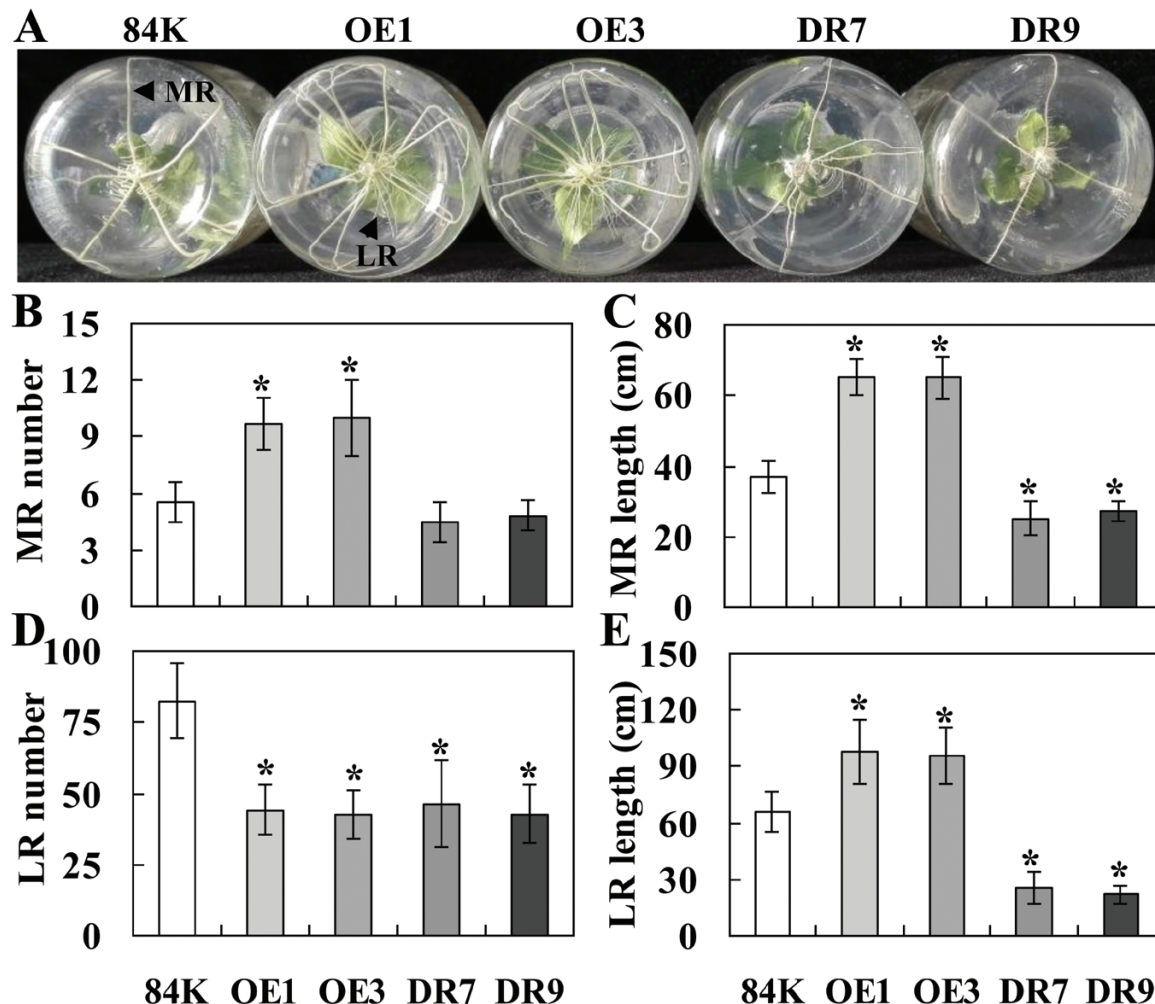 A 84K OE1 OE3 DR7 DR9
MR
LR
B
MR number
15
12
9
6
3
0
* *
C
MR length (cm)
80
60
40
20
0
* * * *
D
LR number
100
75
50
25
0
* * * *
84K OE1 OE3 DR7 DR9
E
LR length (cm)
150
120
90
60
30
0
* * * *
84K OE1 OE3 DR7 DR9